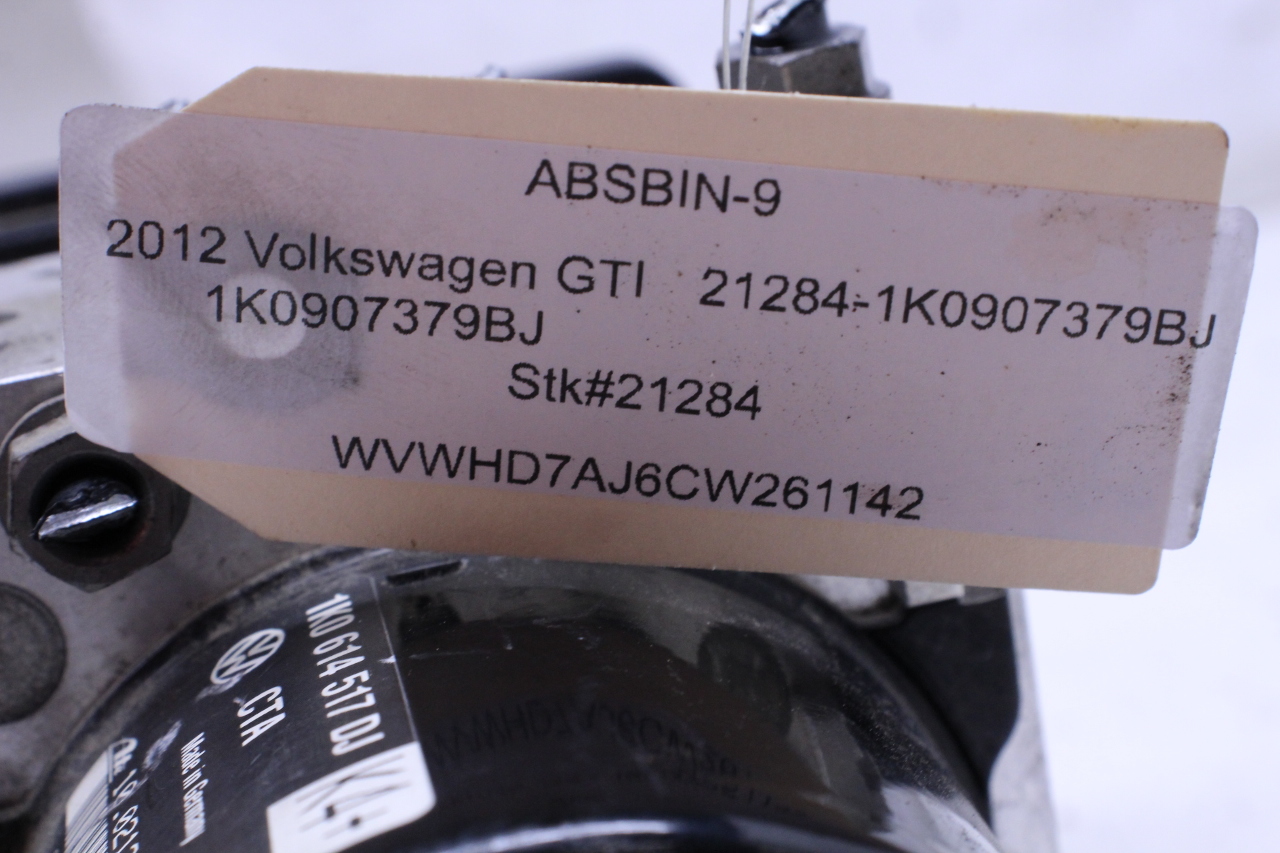 ABSBIN-9
2012 Volkswagen GTI 21284-1K0907379BJ
1K0907379BJ
Stk#21284
WVWHD7AJ6CW261142
1K0 614 517 DJ
CTA
Made in Germany